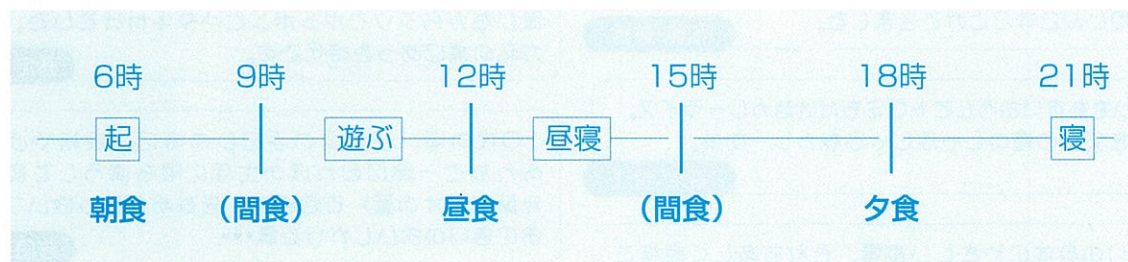 6時 9時 12時 15時 18時 21時
起 遊ぶ 昼寝 寝
朝食 (間食) 昼食 (間食) 夕食